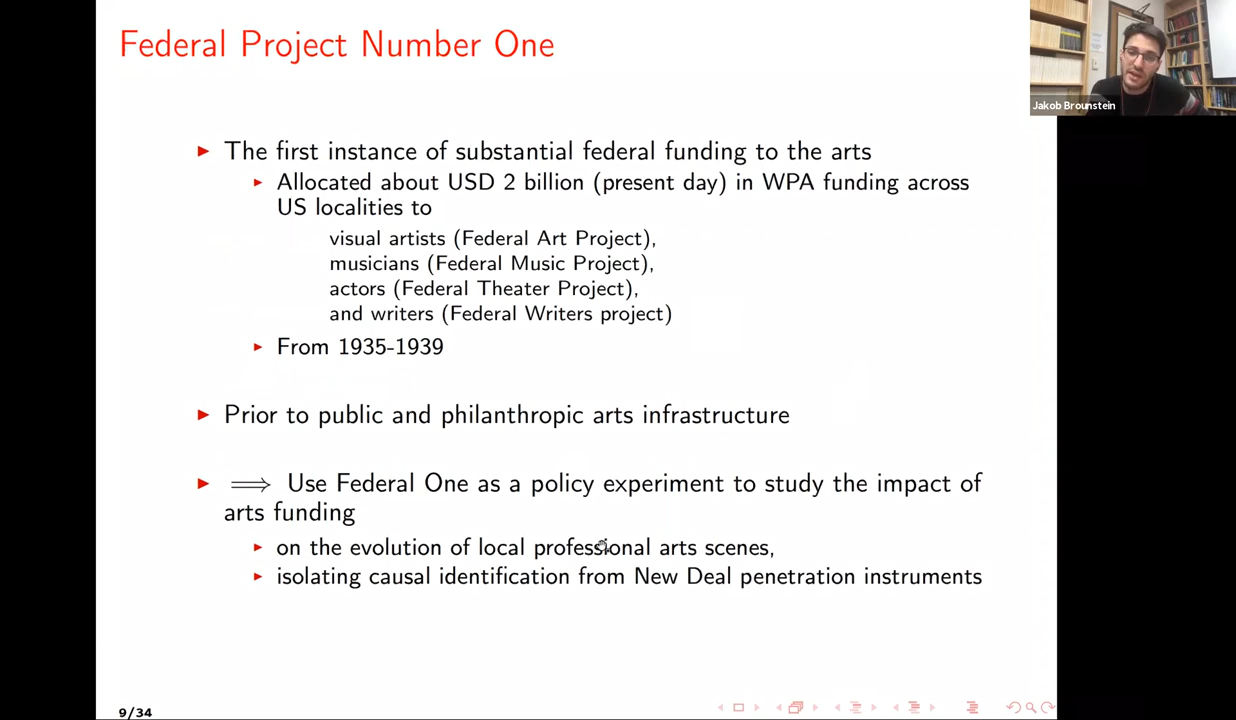 Federal Project Number One
Jakob Brounstein
The first instance of substantial federal funding to the arts
Allocated about USD 2 billion (present day) in WPA funding across
US localities to
visual artists (Federal Art Project),
musicians (Federal Music Project),
actors (Federal Theater Project),
and writers (Federal Writers project)
From 1935-1939
Prior to public and philanthropic arts infrastructure
⟹ Use Federal One as a policy experiment to study the impact of
arts funding
on the evolution of local professional arts scenes,
isolating causal identification from New Deal penetration instruments
9/34